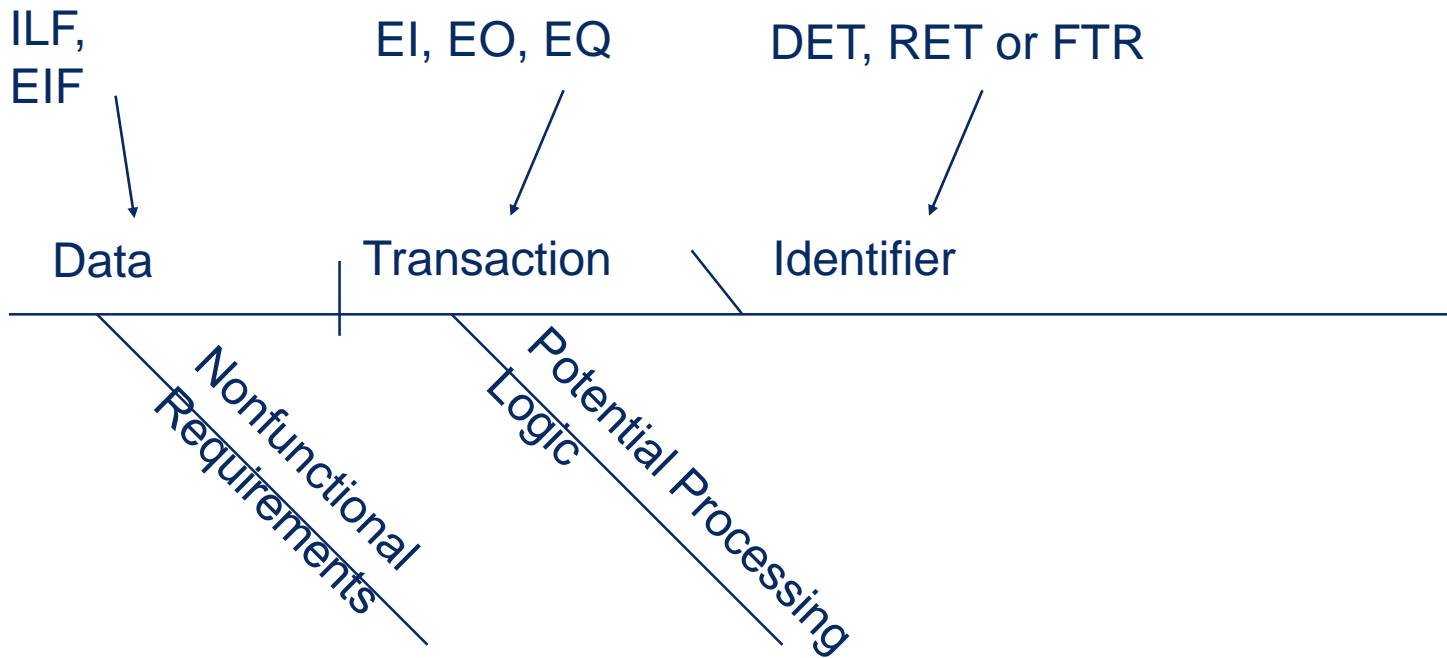 ILF,
EIF
EI, EO, EQ
DET, RET or FTR
Data
Transaction
Identifier
Nonfunctional
Requirements
Potential Processing
Logic